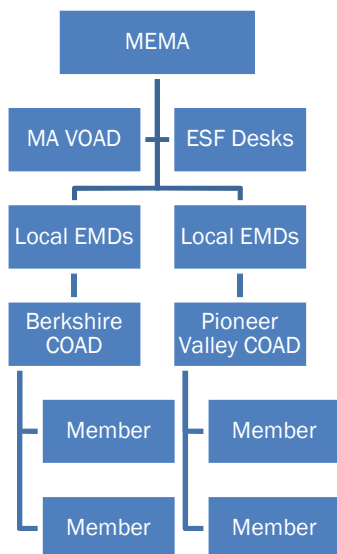 MEMA
MA VOAD
ESF Desks
Local EMDs
Local EMDs
Berkshire
COAD
Pioneer
Valley COAD
Member
Member
Member
Member